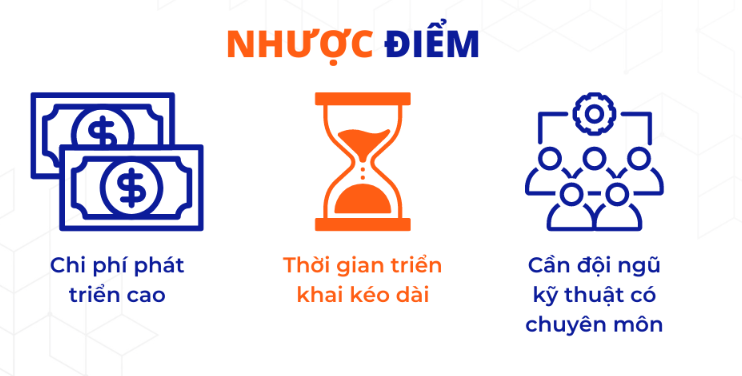 NHƯỢC ĐIỂM
Chi phí phát
triển cao
Thời gian triển
khai kéo dài
Cần đội ngũ
kỹ thuật có
chuyên môn